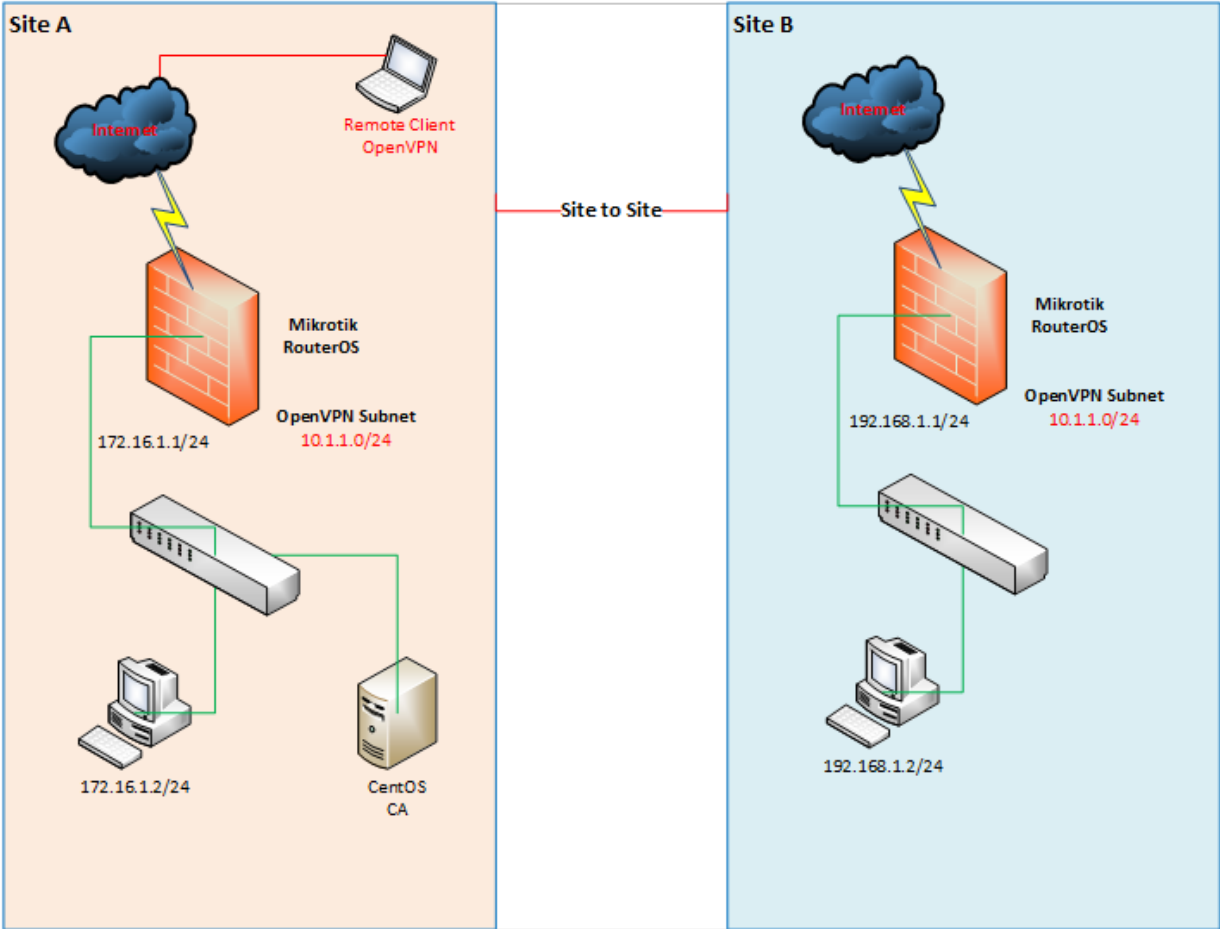 Site A
Internet
Remote Client
OpenVPN
Mikrotik
RouterOS
OpenVPN Subnet
10.1.1.0/24
172.16.1.1/24
172.16.1.2/24
CentOS
CA
Site to Site
Site B
Internet
Mikrotik
RouterOS
OpenVPN Subnet
10.1.1.0/24
192.168.1.1/24
192.168.1.2/24